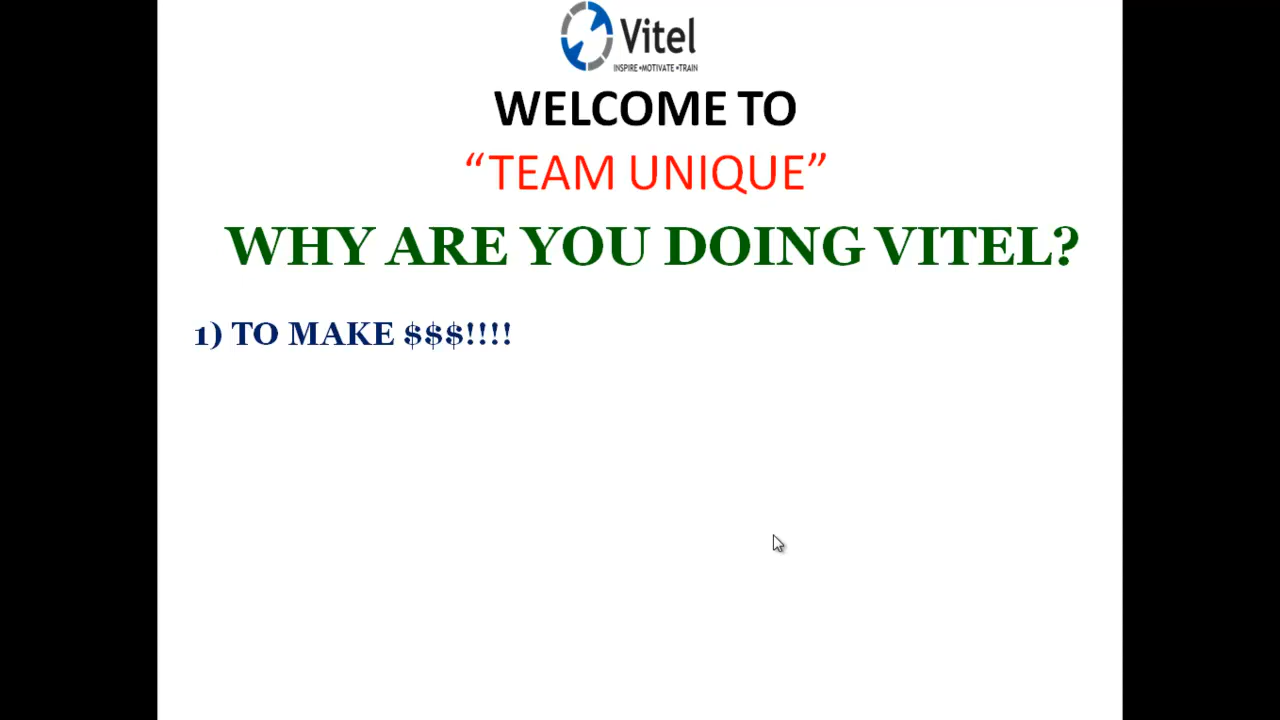 Vitel
INSPIRE •MOTIVATE •TRAIN
WELCOME TO
“TEAM UNIQUE”
WHY ARE YOU DOING VITEL?
1) TO MAKE $$$!!!!